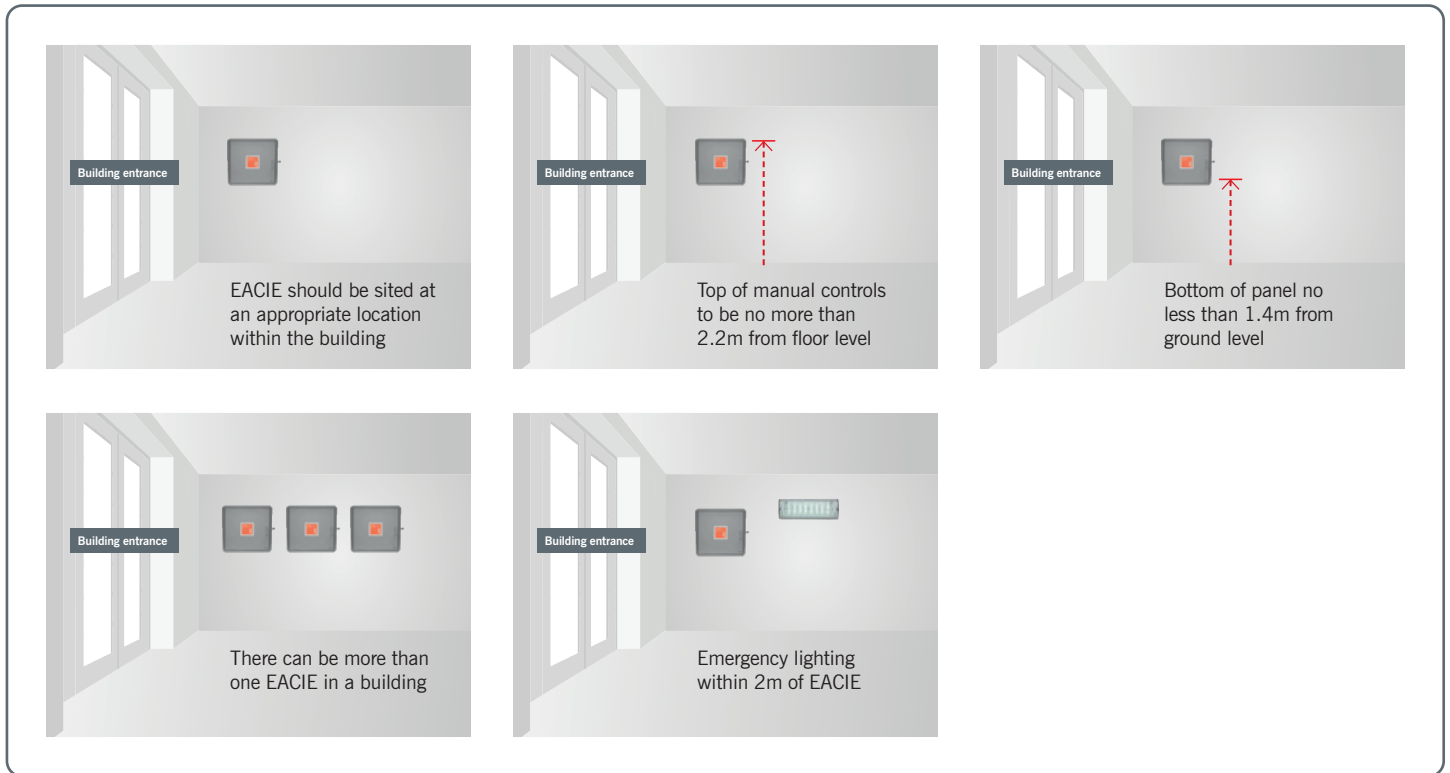 Building entrance
EACIE should be sited at
an appropriate location
within the building
Building entrance
Top of manual controls
to be no more than
2.2m from floor level
Building entrance
Bottom of panel no
less than 1.4m from
ground level
Building entrance
There can be more than
one EACIE in a building
Building entrance
Emergency lighting
within 2m of EACIE